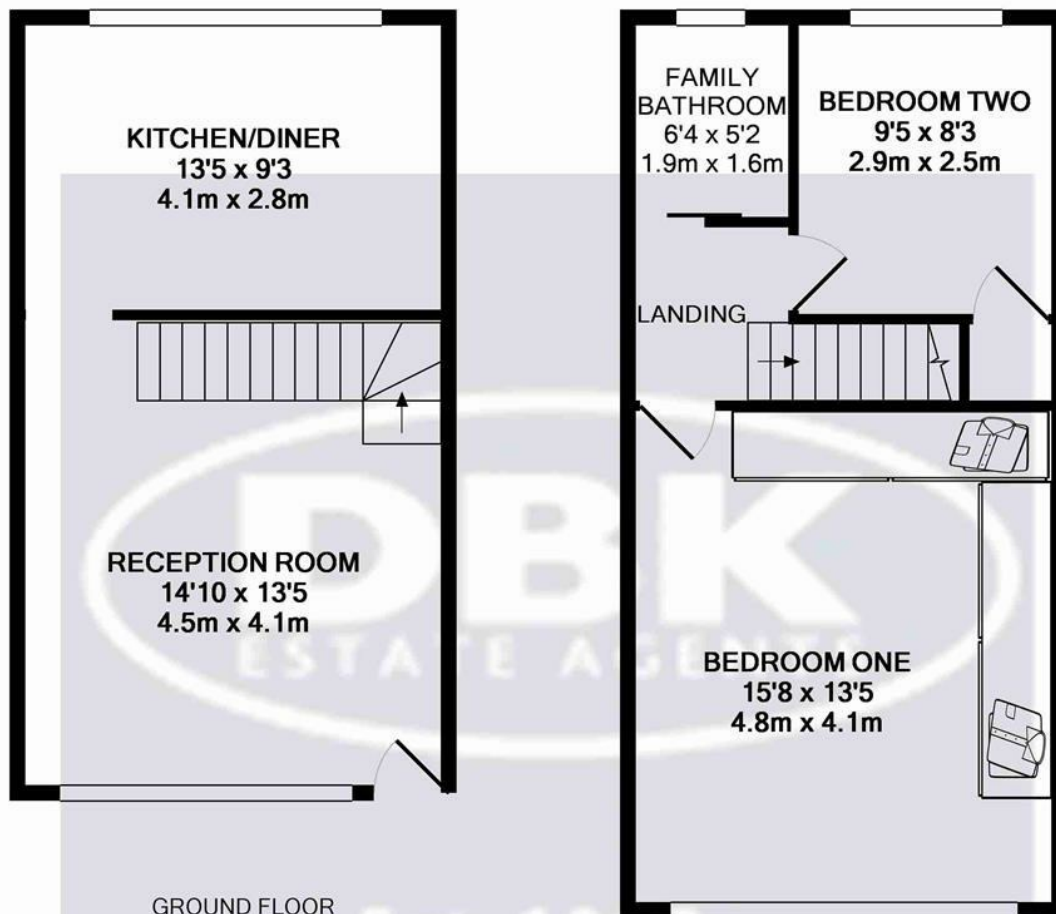 KITCHEN/DINER
13'5 x 9'3
4.1m x 2.8m
RECEPTION ROOM
14'10 x 13'5
4.5m x 4.1m
GROUND FLOOR
FAMILY
BATHROOM
6'4 x 5'2
1.9m x 1.6m
BEDROOM TWO
9'5 x 8'3
2.9m x 2.5m
LANDING
BEDROOM ONE
15'8 x 13'5
4.8m x 4.1m
DBK
ESTATE AGENTS